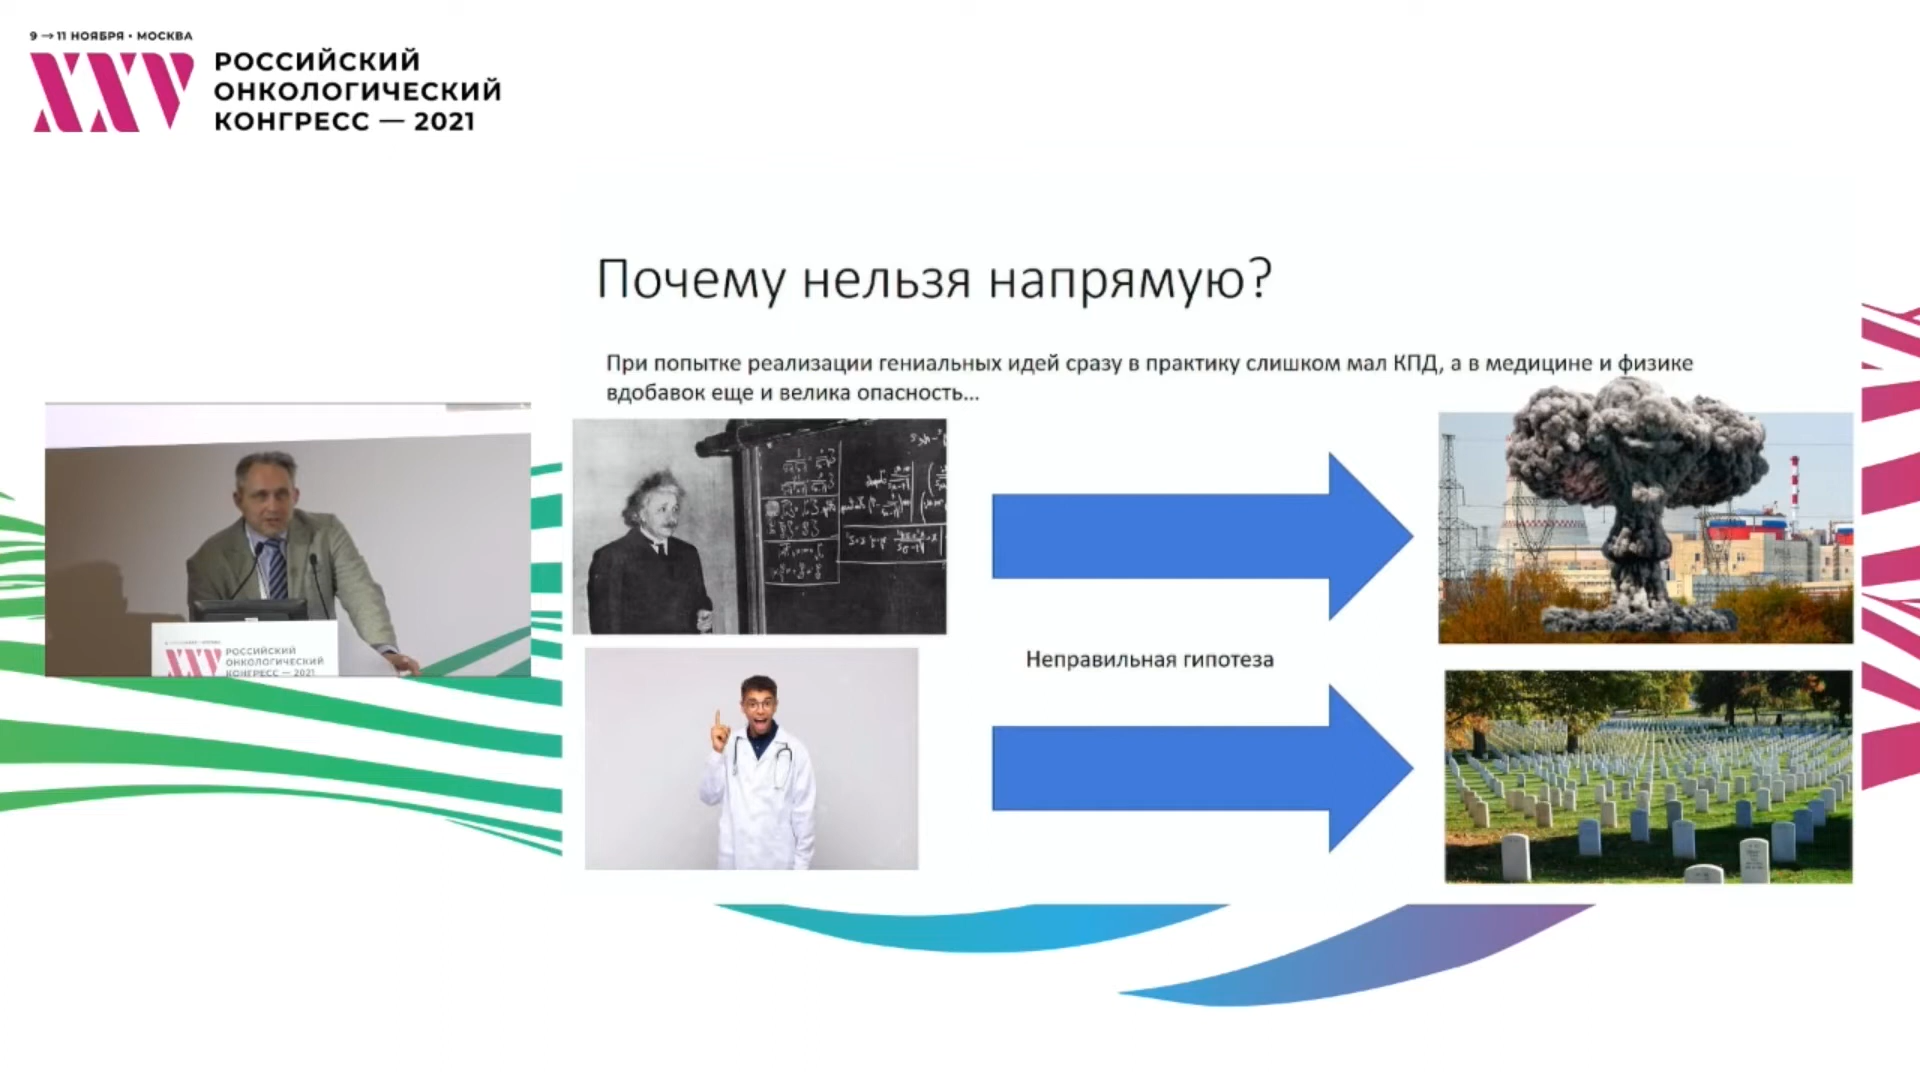 9 → 11 НОЯБРЯ • МОСКВА
XXV
РОССИЙСКИЙ
ОНКОЛОГИЧЕСКИЙ
КОНГРЕСС — 2021
Почему нельзя напрямую?
При попытке реализации гениальных идей сразу в практику слишком мал КПД, а в медицине и физике
вдобавок еще и велика опасность...
Неправильная гипотеза
XXV
РОССИЙСКИЙ
ОНКОЛОГИЧЕСКИЙ
КОНГРЕСС — 2021